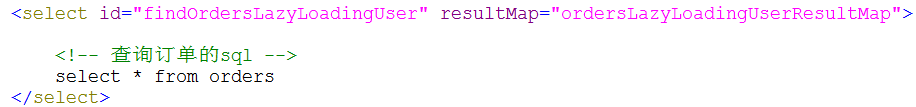 <select id="findOrdersLazyLoadingUser" resultMap="ordersLazyLoadingUserResultMap">
<!-- 查询订单的sql -->
select * from orders
</select>